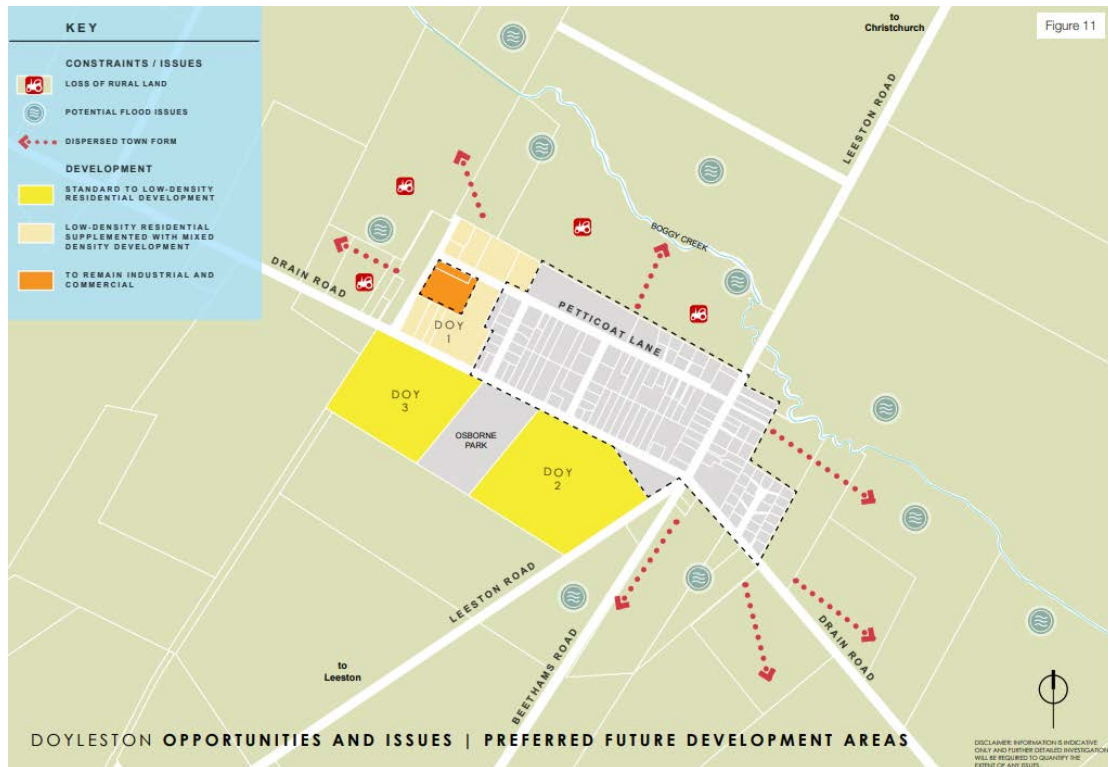 KEY
CONSTRAINTS / ISSUES
LOSS OF RURAL LAND
POTENTIAL FLOOD ISSUES
DISPERSED TOWN FORM
DEVELOPMENT
STANDARD TO LOW-DENSITY
RESIDENTIAL DEVELOPMENT
LOW-DENSITY RESIDENTIAL
SUPPLEMENTED WITH MIXED
DENSITY DEVELOPMENT
TO REMAIN INDUSTRIAL AND
COMMERCIAL
to
Christchurch
Figure 11
LEESTON ROAD
BOGGY CREEK
DRAIN ROAD
PETTICOAT LANE
DOY
1
DOY
3
OSBORNE
PARK
DOY
2
LEESTON ROAD
BEETHAMS ROAD
DRAIN ROAD
to
Leeston
DOYLESTON OPPORTUNITIES AND ISSUES | PREFERRED FUTURE DEVELOPMENT AREAS
DISCLAIMER: INFORMATION IS INDICATIVE
ONLY AND FURTHER DETAILED INVESTIGATION
WILL BE REQUIRED TO QUANTIFY THE
EXTENT OF ANY ISSUES